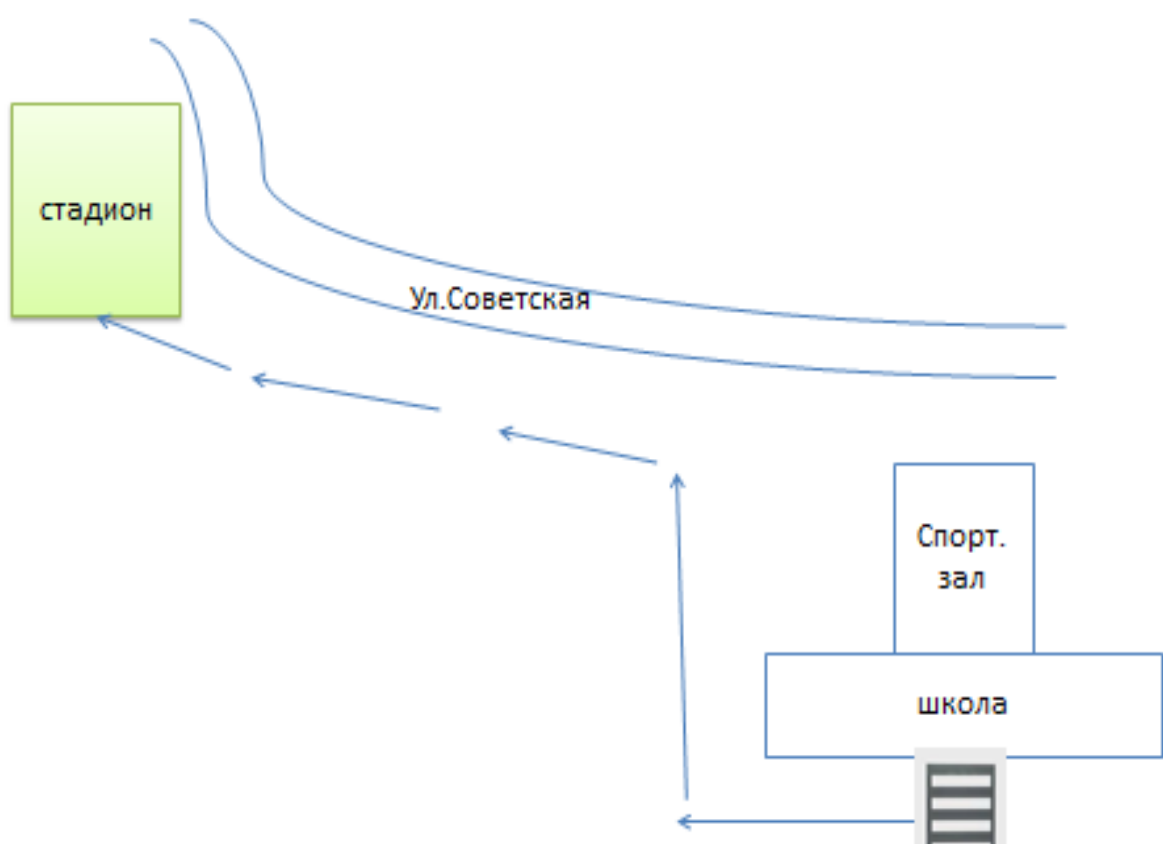 стадион
Ул.Советская
Спорт.
зал
школа